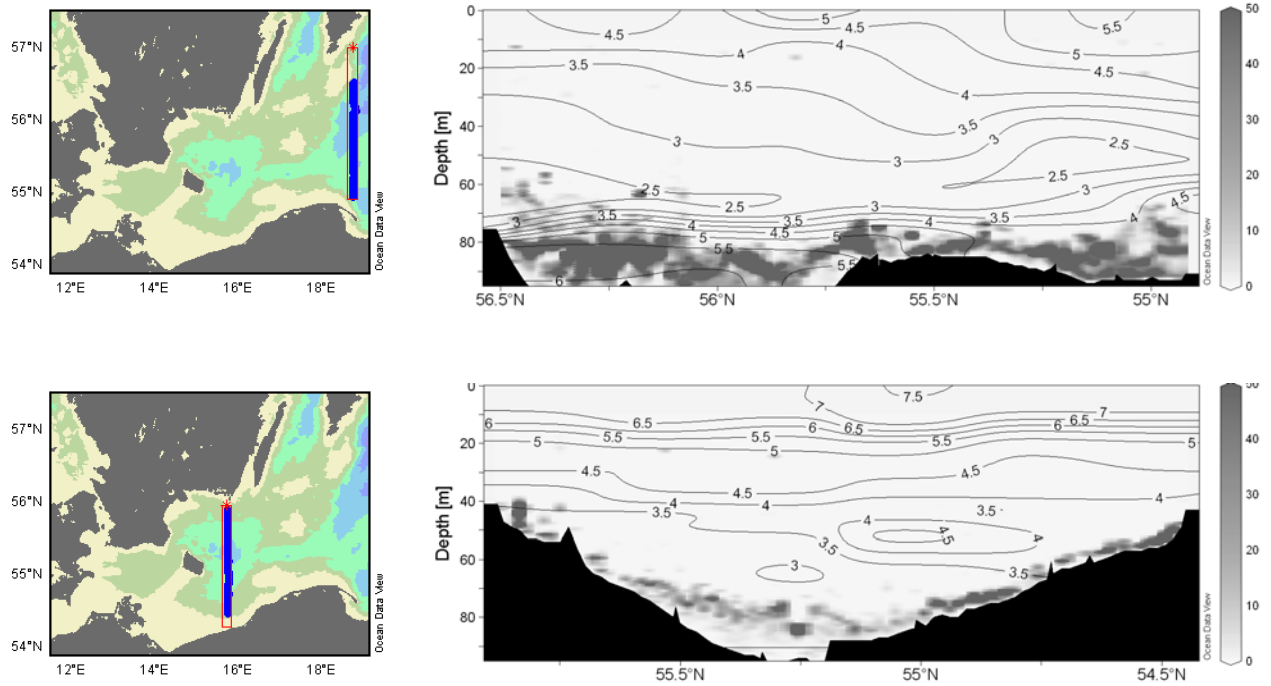 57°N
56°N
55°N
54°N
12°E 14°E 16°E 18°E
Ocean Data View
Depth [m]
0
20
40
60
80
4.5 5 4.5 5.5
4 4 5
3.5 3.5 4 4.5
3 3 3.5 3 2.5
2.5 2.5 3 2.5 3
3 3.5 4 4.5 3.5 3 4 3.5 4 4.5
5 5.5 5 5.5
6
56.5°N 56°N 55.5°N 55°N
Ocean Data View
50
40
30
20
10
0
57°N
56°N
55°N
54°N
12°E 14°E 16°E 18°E
Ocean Data View
Depth [m]
0
20
40
60
80
7 7.5 7
6 6.5 6 6.5 6 6.5
5 5.5 5.5 5 5.5 5
4.5 4.5 4.5
3.5 4 4 3.5 4
3.5 4.5 4
3 3.5
55.5°N 55°N 54.5°N
Ocean Data View
50
40
30
20
10
0